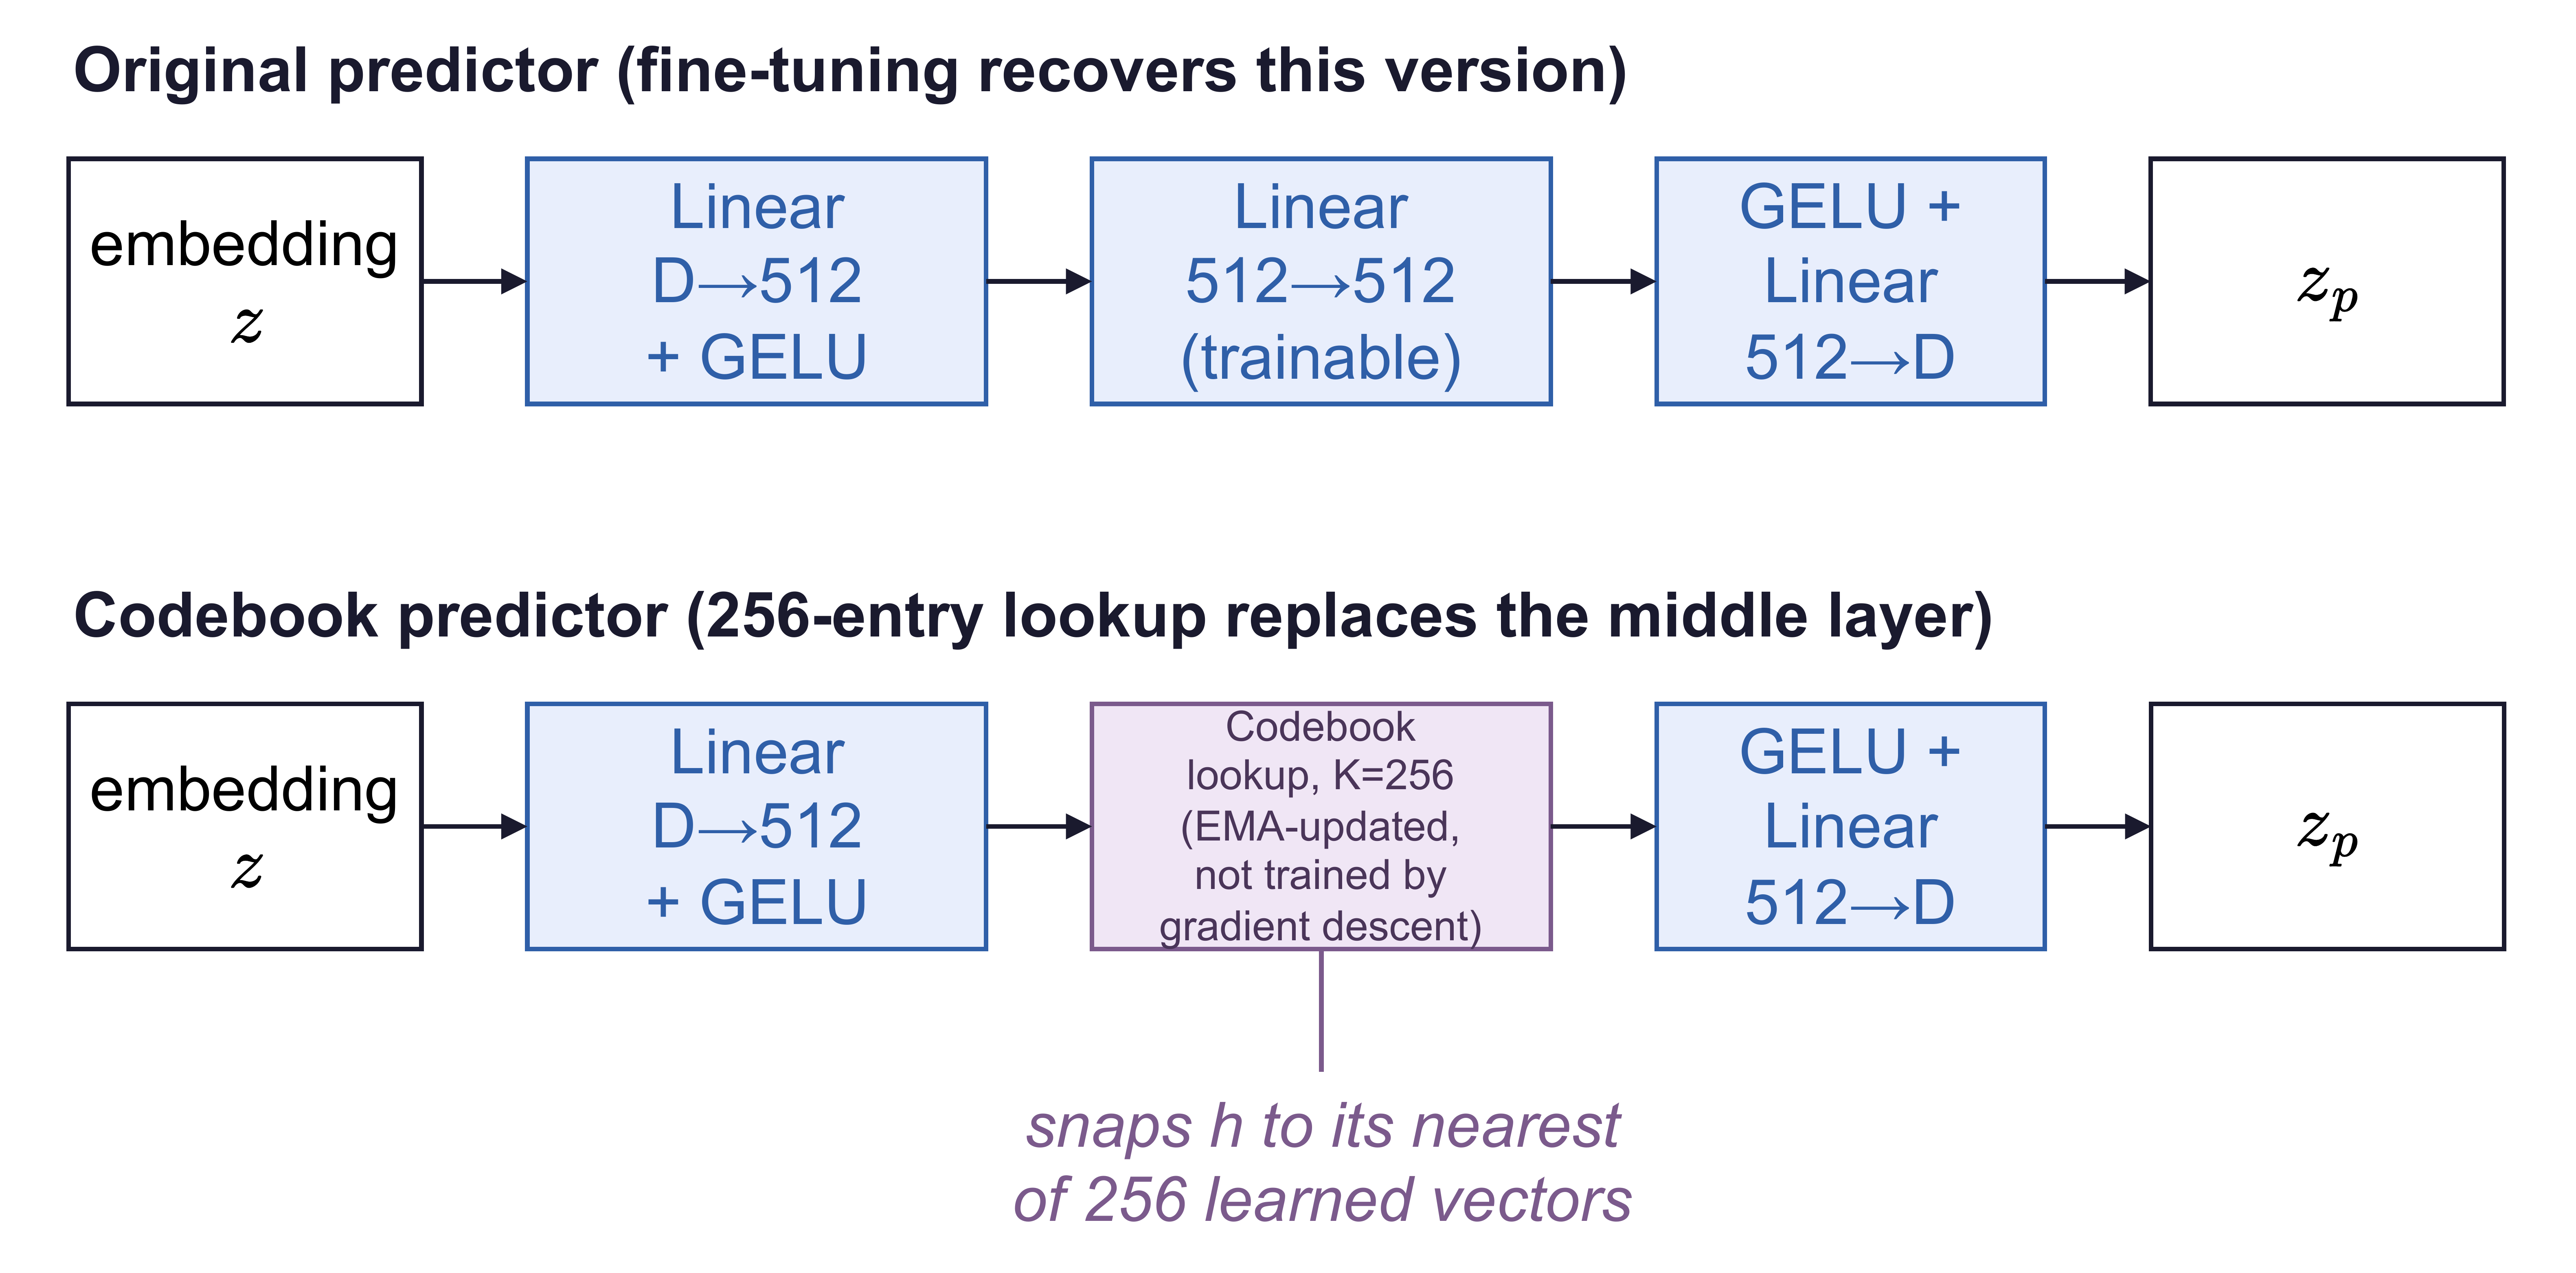 Original predictor (fine-tuning recovers this version)
embedding
z
Linear
D→512
+ GELU
Linear
512→512
(trainable)
GELU +
Linear
512→D
z_p
Codebook predictor (256-entry lookup replaces the middle layer)
embedding
z
Linear
D→512
+ GELU
Codebook
lookup, K=256
(EMA-updated,
not trained by
gradient descent)
GELU +
Linear
512→D
z_p
snaps h to its nearest
of 256 learned vectors